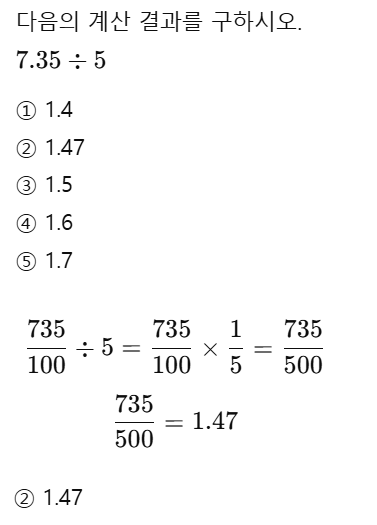 다음의 계산 결과를 구하시오.
7.35 ÷ 5
① 1.4
② 1.47
③ 1.5
④ 1.6
⑤ 1.7
735/100 ÷ 5 = 735/100 × 1/5 = 735/500
735/500 = 1.47
② 1.47